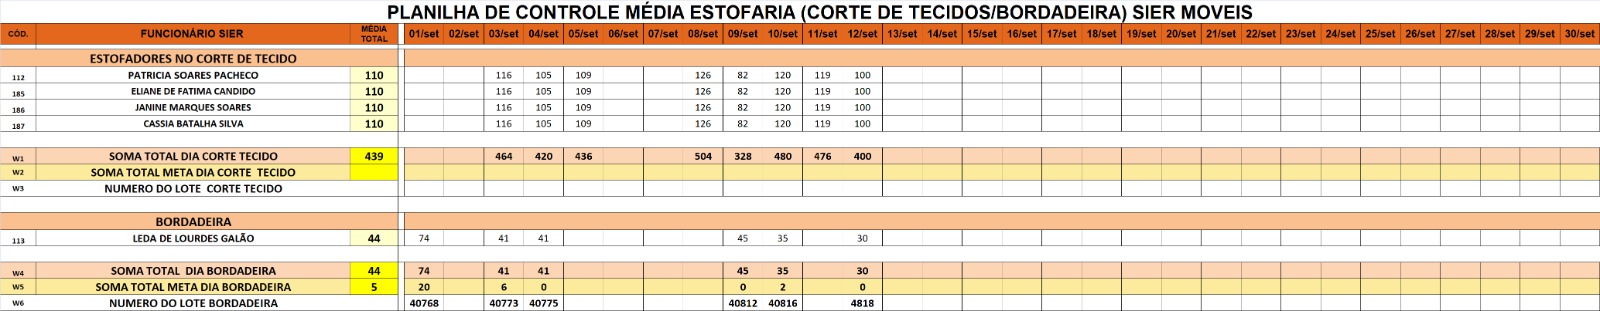 PLANILHA DE CONTROLE MÉDIA ESTOFARIA (CORTE DE TECIDOS/BORDADEIRA) SIER MOVEIS
CÓD. FUNCIONÁRIO SIER MÉDIA TOTAL 01/set 02/set 03/set 04/set 05/set 06/set 07/set 08/set 09/set 10/set 11/set 12/set 13/set 14/set 15/set 16/set 17/set 18/set 19/set 20/set 21/set 22/set 23/set 24/set 25/set 26/set 27/set 28/set 29/set 30/set
ESTOFADORES NO CORTE DE TECIDO
112 PATRICIA SOARES PACHECO 110 116 105 109 126 82 120 119 100
185 ELIANE DE FATIMA CANDIDO 110 116 105 109 126 82 120 119 100
186 JANINE MARQUES SOARES 110 116 105 109 126 82 120 119 100
187 CASSIA BATALHA SILVA 110 116 105 109 126 82 120 119 100
W1 SOMA TOTAL DIA CORTE TECIDO 439 464 420 436 504 328 480 476 400
W2 SOMA TOTAL META DIA CORTE TECIDO
W3 NUMERO DO LOTE CORTE TECIDO
BORDADEIRA
113 LEDA DE LOURDES GALÃO 44 74 41 41 45 35 30
W4 SOMA TOTAL DIA BORDADEIRA 44 74 41 41 45 35 30
W5 SOMA TOTAL META DIA BORDADEIRA 5 20 6 0 0 2 0
W6 NUMERO DO LOTE BORDADEIRA 40768 40773 40775 40812 40816 4818